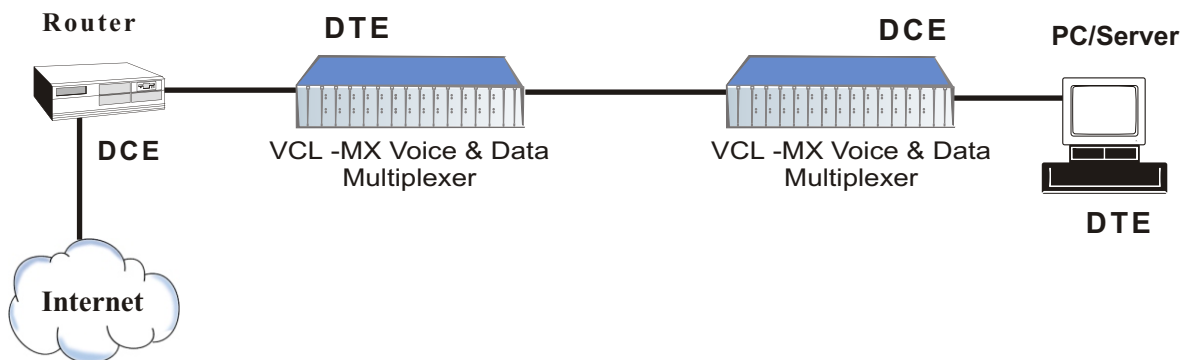 Router
DTE
DCE
PC/Server
DCE
VCL -MX Voice & Data
Multiplexer
VCL -MX Voice & Data
Multiplexer
DTE
Internet